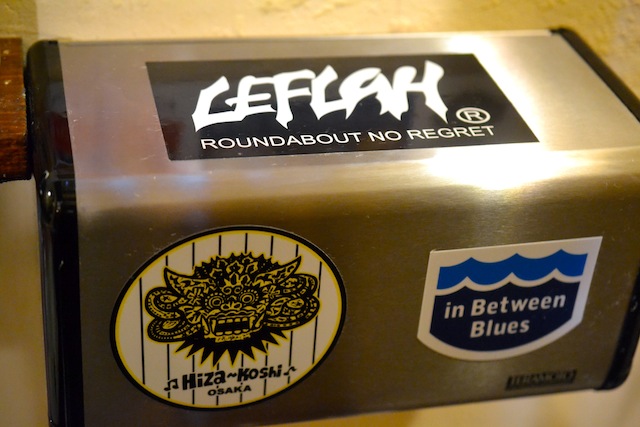 LEFLAH®
ROUNDABOUT NO REGRET
♫ Hiza~Koshi ♪
OSAKA
in Between
Blues